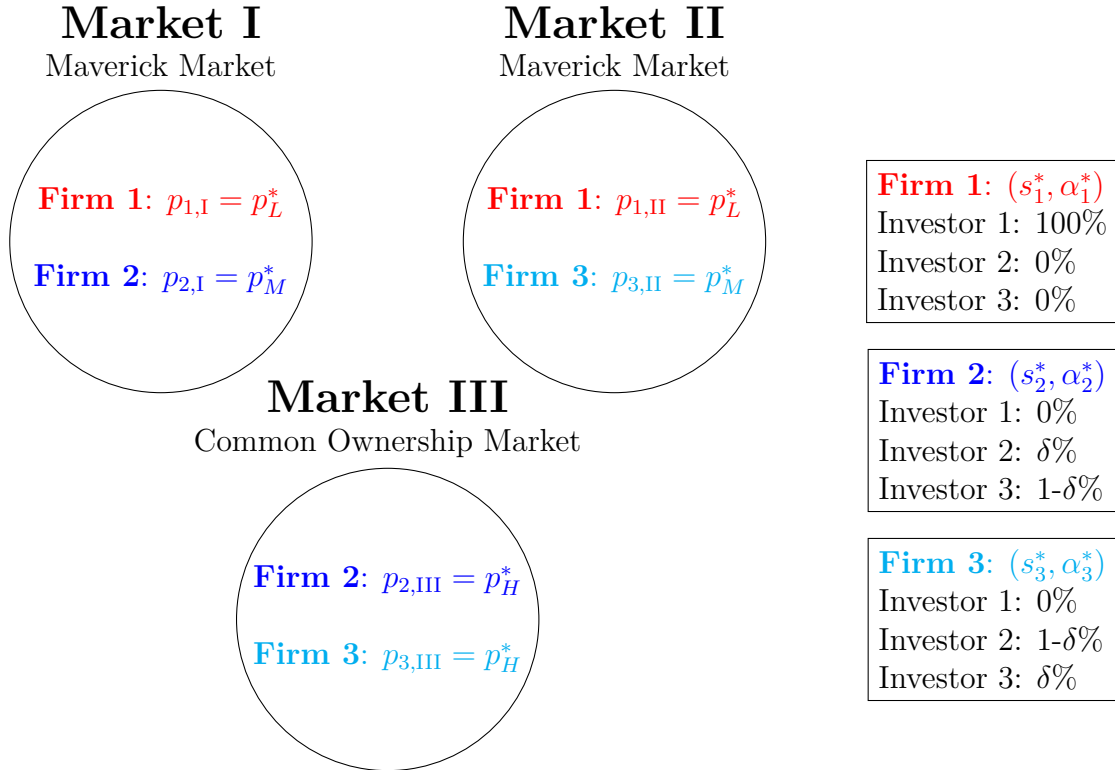 Market I
Maverick Market
Firm 1: p*1,I = p*L
Firm 2: p2,I = p*M
Market II
Maverick Market
Firm 1: p1,II = p*L
Firm 3: p3,II = p*M
Market III
Common Ownership Market
Firm 2: p2,III = p*H
Firm 3: p3,III = p*H
Firm 1: (s*1, α*1)
Investor 1: 100%
Investor 2: 0%
Investor 3: 0%
Firm 2: (s*2, α*2)
Investor 1: 0%
Investor 2: δ%
Investor 3: 1-δ%
Firm 3: (s*3, α*3)
Investor 1: 0%
Investor 2: 1-δ%
Investor 3: δ%